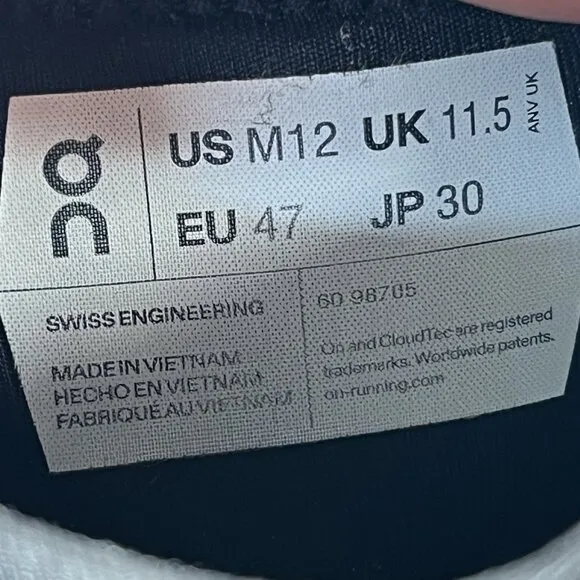 On
US M12 UK 11.5
EU 47 JP 30
ANV UK
SWISS ENGINEERING
MADE IN VIETNAM
HECHO EN VIETNAM
FABRIQUE AU VIETNAM
60 98705
On and CloudTec are registered
trademarks. Worldwide patents.
on-running.com